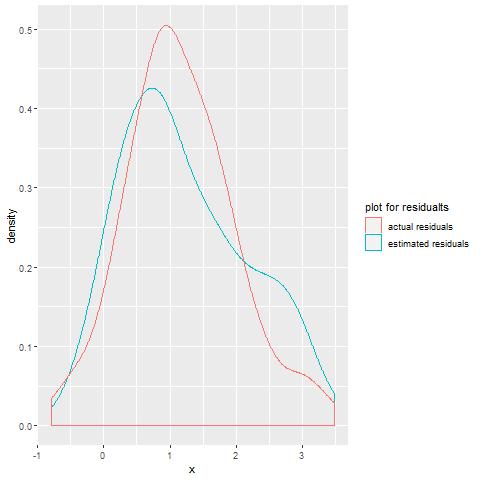 0.5
0.4
0.3
0.2
0.1
0.0
density
-1
0
1
2
3
x
plot for residualts
actual residuals
estimated residuals